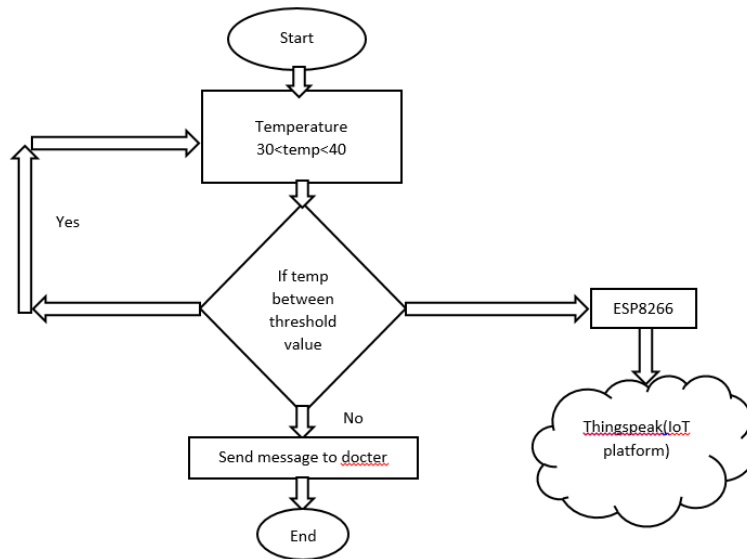 Start
Temperature
30<temp<40
Yes
If temp
between
threshold
value
ESP8266
Thingspeak(IoT
platform)
No
Send message to docter
End